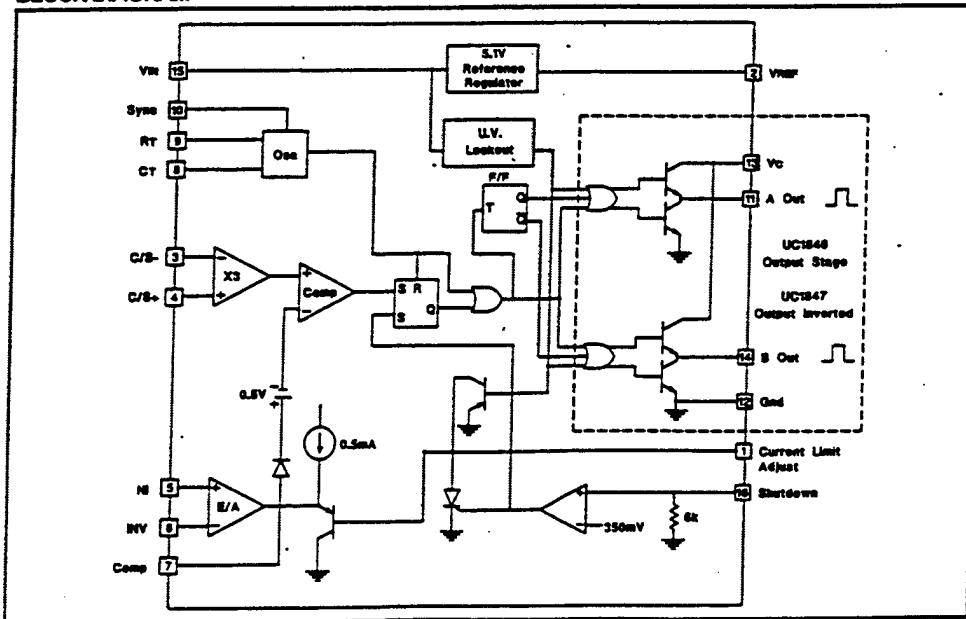 5.1V
Reference
Regulator
VIN 15
2 VREF
Sync 10
RT 9
CT 8
Osc
U.V.
Lockout
F/F
T Q
Q
13 VC
11 A Out
UC1846
Output Stage
UC1847
Output Inverted
C/S- 3
C/S+ 4
X3
Comp
S R
S Q
14 B Out
12 Gnd
0.5V
0.5mA
1 Current Limit
Adjust
16 Shutdown
NI 5
INV 6
E/A
350mV
6k
Comp 7